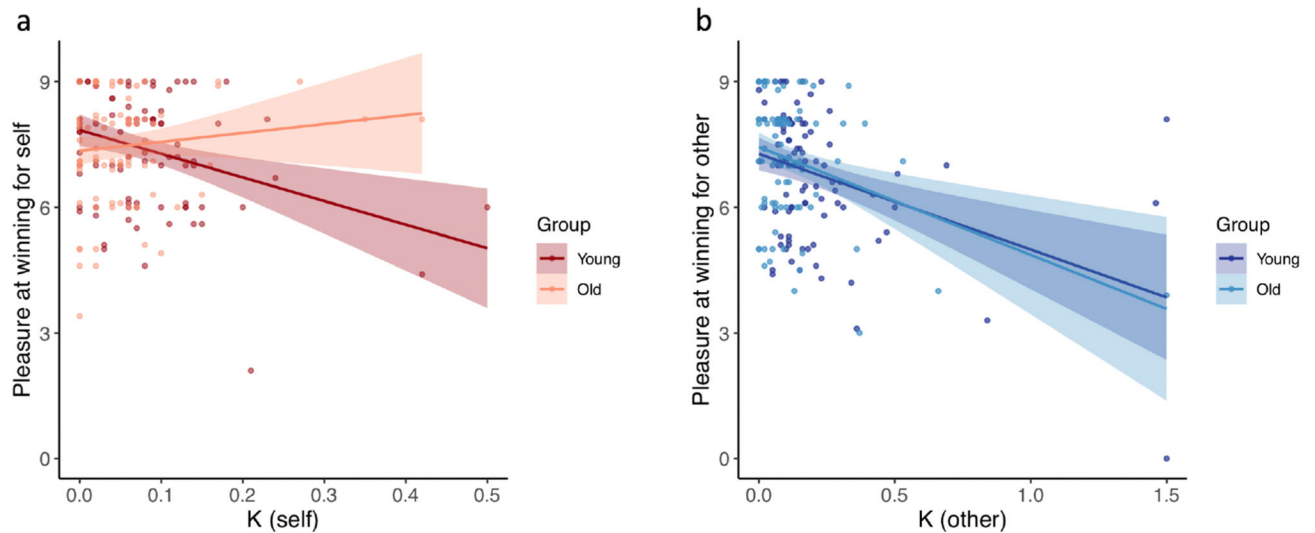 a
Pleasure at winning for self
9
6
3
0
0.0 0.1 0.2 0.3 0.4 0.5
K (self)
Group
Young
Old
b
Pleasure at winning for other
9
6
3
0
0.0 0.5 1.0 1.5
K (other)
Group
Young
Old